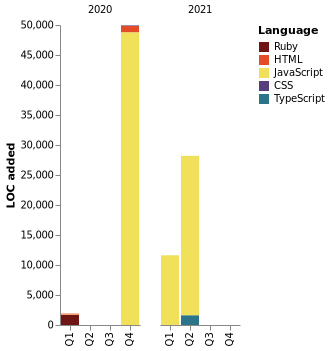 2020 2021
Language
Ruby
HTML
JavaScript
CSS
TypeScript
LOC added
50,000
45,000
40,000
35,000
30,000
25,000
20,000
15,000
10,000
5,000
0
Q1 Q2 Q3 Q4 Q1 Q2 Q3 Q4